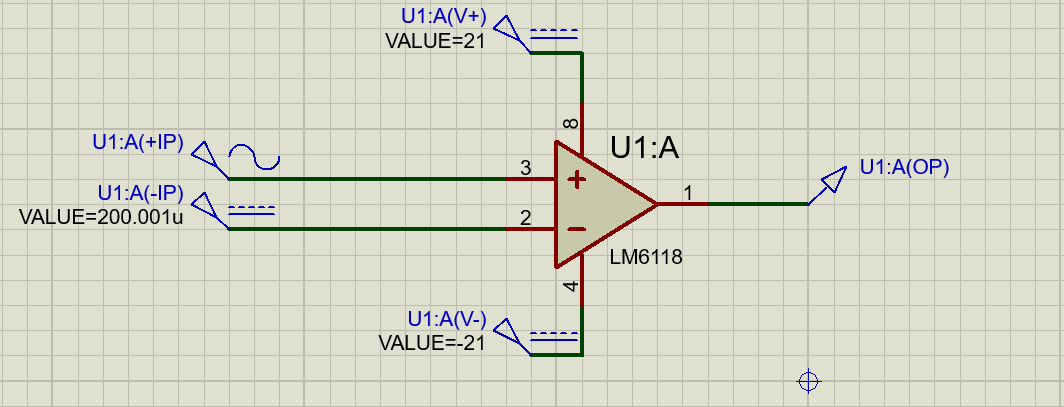 U1:A(V+)
VALUE=21
8
U1:A
U1:A(+IP)
3
U1:A(-IP)
VALUE=200.001u
2
1
U1:A(OP)
LM6118
4
U1:A(V-)
VALUE=-21